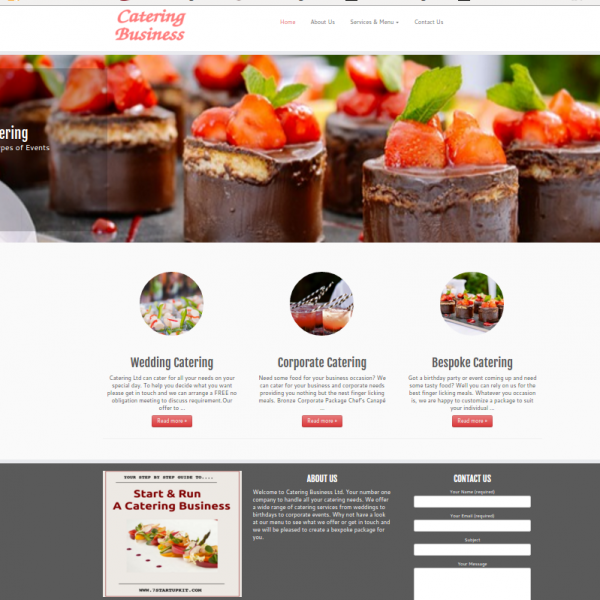 Catering
Business
Home About Us Services & Menu Contact Us
ering
ypes of Events
Wedding Catering
Catering Ltd can cater for all your needs on your
special day. To help you decide what you want
please get in touch and we can arrange a FREE no
obligation meeting to discuss requirement.Our
offer to ...
Read more »
Corporate Catering
Need some food for your business occasion? We
can cater for your business and corporate needs
providing you nothing but the next finger licking
meals. Bronze Corporate Package Chef's Canapé
...
Read more »
Bespoke Catering
Got a birthday party or event coming up and need
some tasty food? Well you can rely on us for the
best finger licking meals. Whatever you occasion
is, we are happy to customize a package to suit
your individual ...
Read more »
YOUR STEP BY STEP GUIDE TO....
Start & Run
A Catering Business
WWW.7STARTUPKIT.COM
ABOUT US
Welcome to Catering Business Ltd. Your number one
company to handle all your catering needs. We offer
a wide range of catering services from weddings to
birthdays to corporate events. Why not have a look
at our menu to see what we offer or get in touch and
we will be pleased to create a bespoke package for
you.
CONTACT US
Your Name (required)
Your Email (required)
Subject
Your Message